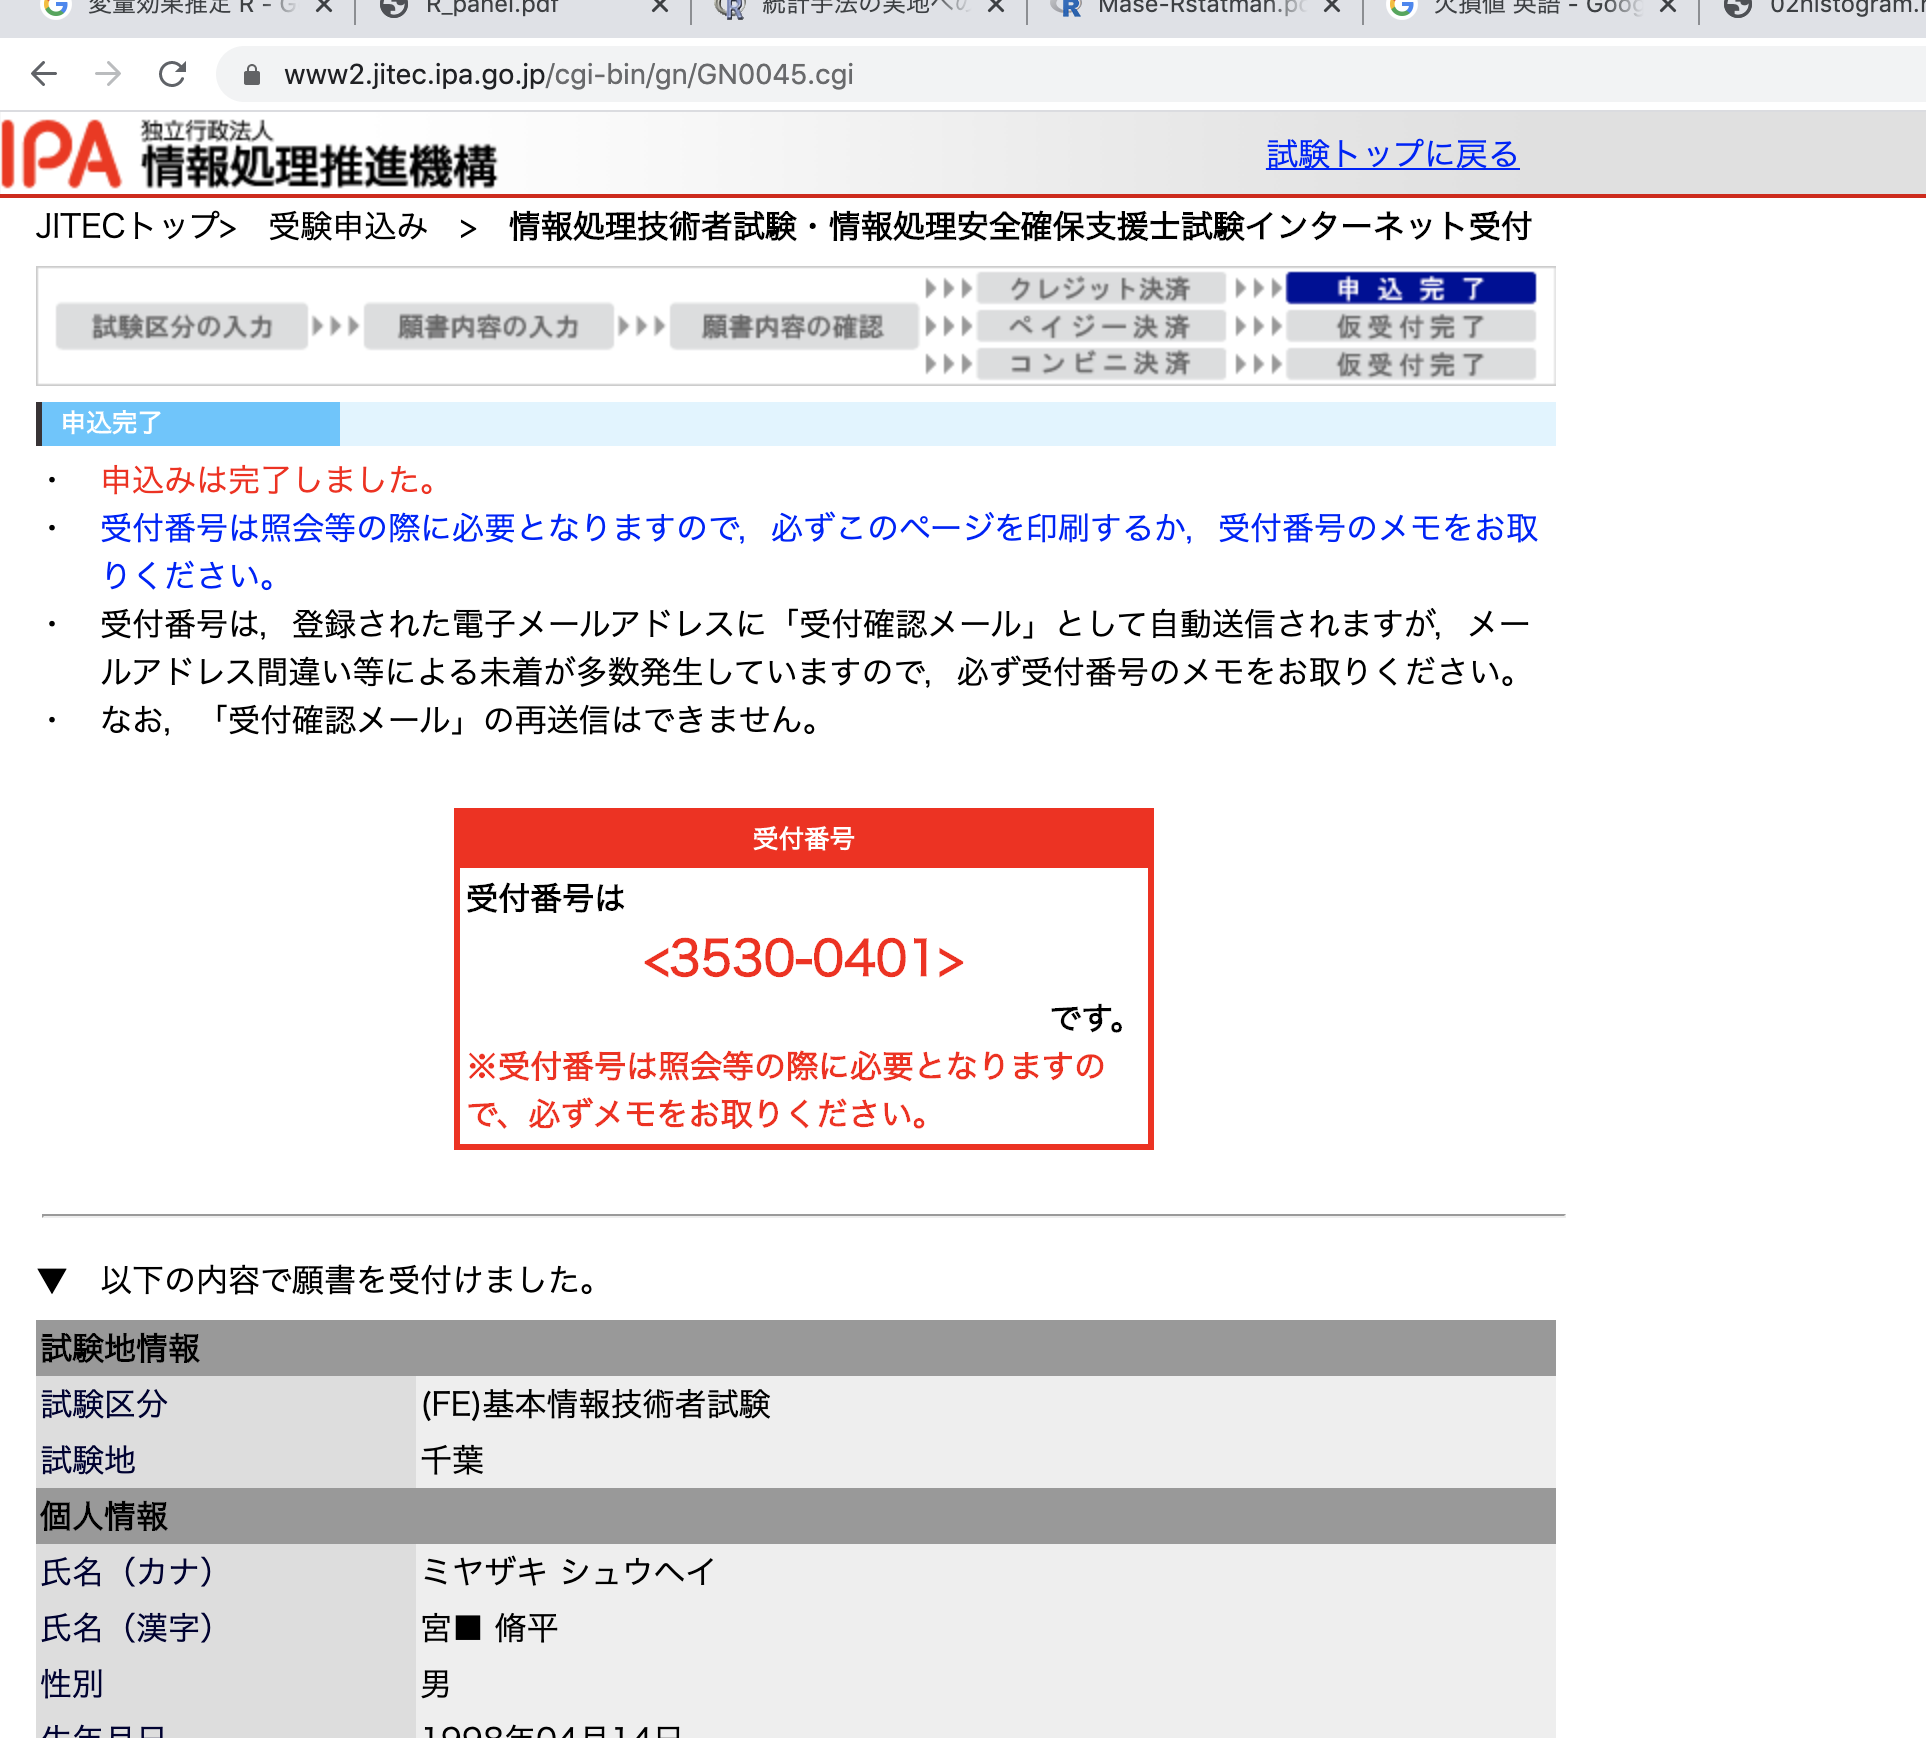 変量効果推定 R - G
R_panel.pdf
統計手法の実地への
Mase-Rstatman.pd
欠損値 英語 - Goog
02histogram.r
www2.jitec.ipa.go.jp/cgi-bin/gn/GN0045.cgi
IPA
独立行政法人
情報処理推進機構
試験トップに戻る
JITECトップ> 受験申込み > 情報処理技術者試験・情報処理安全確保支援士試験インターネット受付
試験区分の入力
願書内容の入力
願書内容の確認
クレジット決済
申込完了
ペイジー決済
仮受付完了
コンビニ決済
仮受付完了
申込完了
・ 申込みは完了しました。
・ 受付番号は照会等の際に必要となりますので，必ずこのページを印刷するか，受付番号のメモをお取
りください。
・ 受付番号は，登録された電子メールアドレスに「受付確認メール」として自動送信されますが，メー
ルアドレス間違い等による未着が多数発生していますので，必ず受付番号のメモをお取りください。
・ なお，「受付確認メール」の再送信はできません。
受付番号
受付番号は
<3530-0401>
です。
※受付番号は照会等の際に必要となりますの
で、必ずメモをお取りください。
▼ 以下の内容で願書を受付けました。
試験地情報
試験区分 (FE)基本情報技術者試験
試験地 千葉
個人情報
氏名（カナ） ミヤザキ シュウヘイ
氏名（漢字） 宮■ 脩平
性別 男
生年月日 1998年04月14日